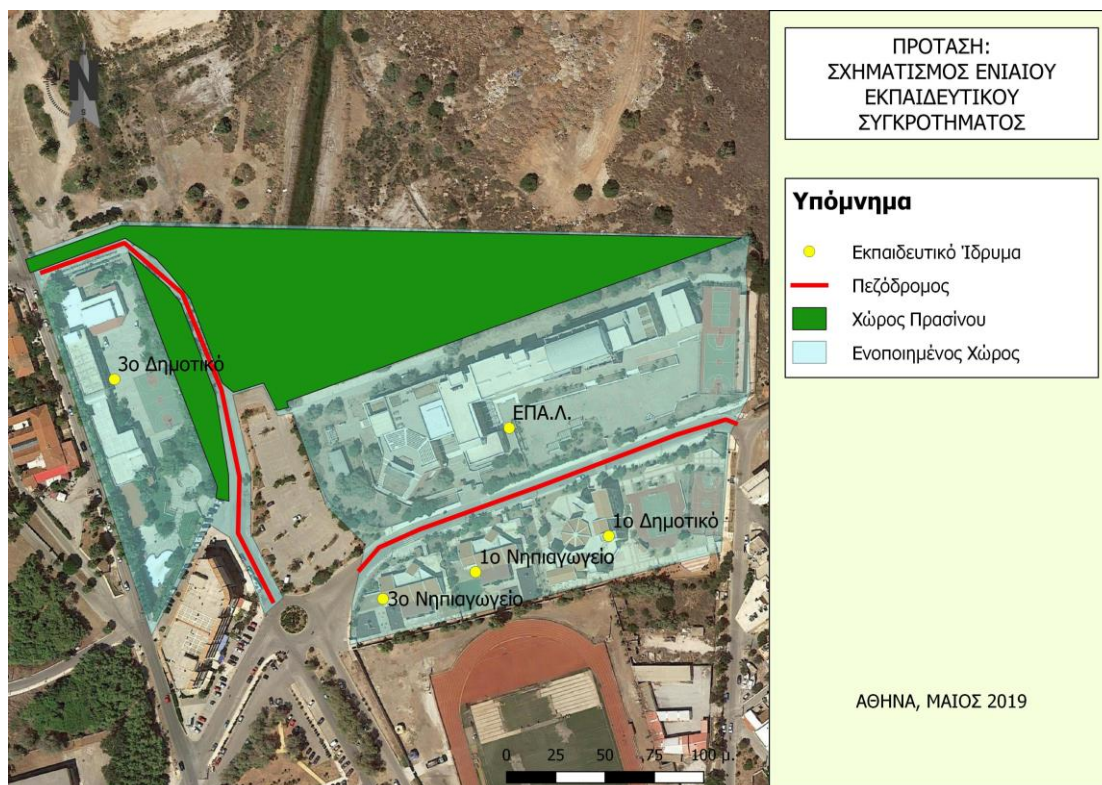 N
ΠΡΟΤΑΣΗ:
ΣΧΗΜΑΤΙΣΜΟΣ ΕΝΙΑΙΟΥ
ΕΚΠΑΙΔΕΥΤΙΚΟΥ
ΣΥΓΚΡΟΤΗΜΑΤΟΣ
Υπόμνημα
Εκπαιδευτικό Ίδρυμα
Πεζόδρομος
Χώρος Πρασίνου
Ενοποιημένος Χώρος
3ο Δημοτικό
ΕΠΑ.Λ.
1ο Δημοτικό
1ο Νηπιαγωγείο
3ο Νηπιαγωγείο
ΑΘΗΝΑ, ΜΑΙΟΣ 2019
0 25 50 75 100 μ.